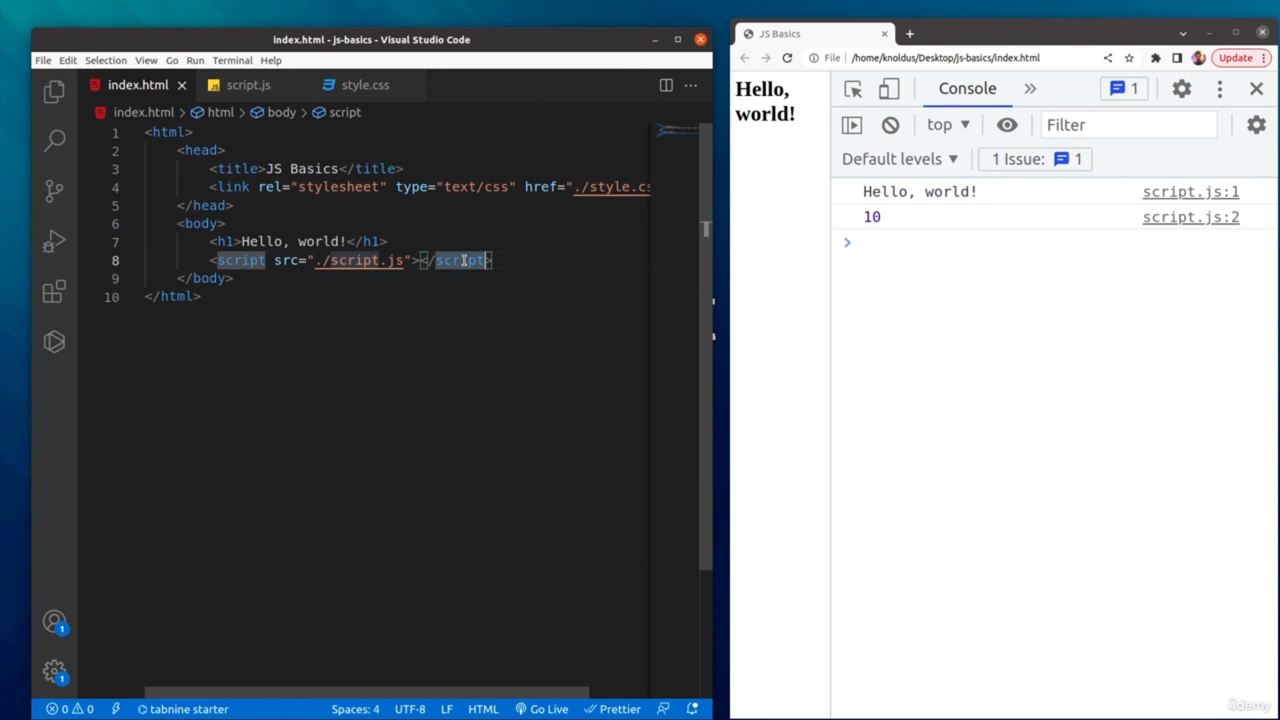 index.html - js-basics - Visual Studio Code
File Edit Selection View Go Run Terminal Help
index.html script.js style.css
index.html > html > body > script
1 <html>
2 <head>
3 <title>JS Basics</title>
4 <link rel="stylesheet" type="text/css" href="./style.cs
5 </head>
6 <body>
7 <h1>Hello, world!</h1>
8 <script src="./script.js"></script>
9 </body>
10 </html>
1
1
0 0 tabnine starter Spaces: 4 UTF-8 LF HTML Go Live Prettier
JS Basics
File /home/knoldus/Desktop/js-basics/index.html Update
Hello,
world!
Console 1
top Filter
Default levels 1 Issue: 1
Hello, world! script.js:1
10 script.js:2
ûdemy